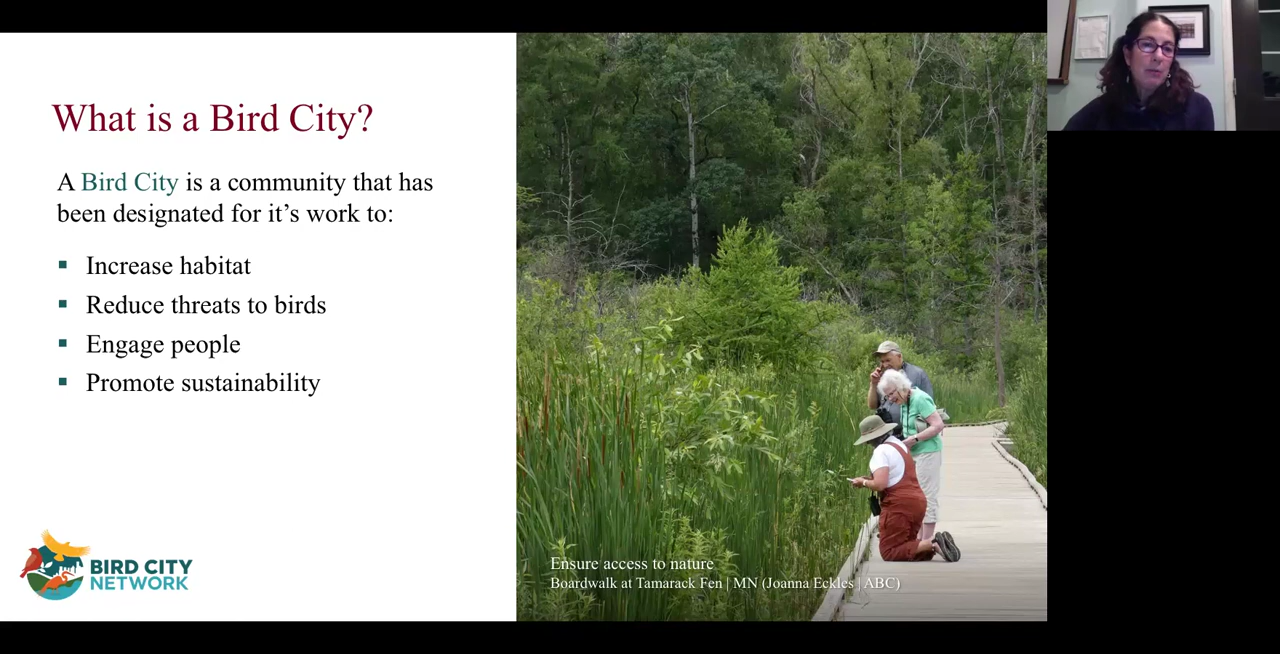 What is a Bird City?
A Bird City is a community that has
been designated for it's work to:
▪ Increase habitat
▪ Reduce threats to birds
▪ Engage people
▪ Promote sustainability
BIRD CITY
NETWORK
Ensure access to nature
Boardwalk at Tamarack Fen | MN (Joanna Eckles | ABC)